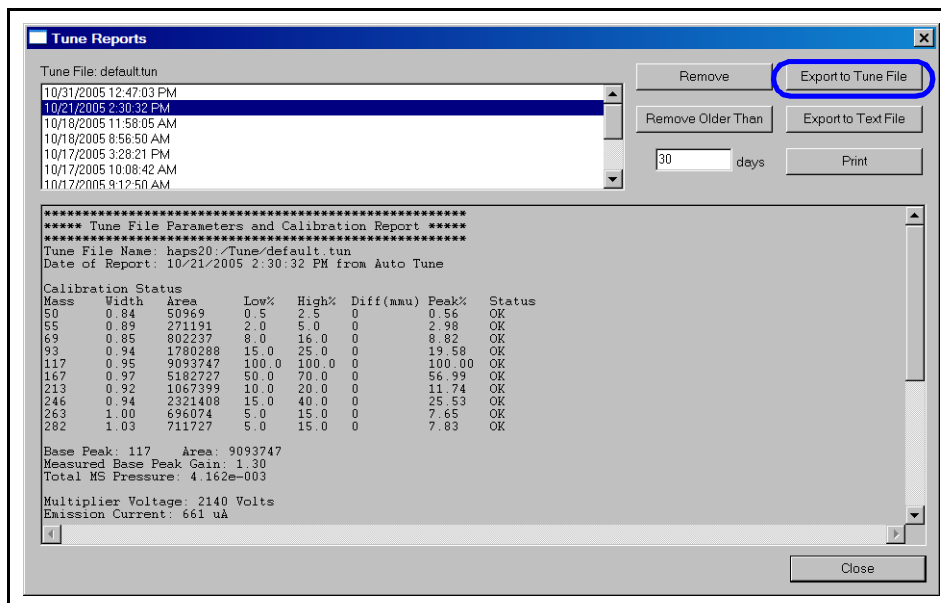 Tune Reports
Tune File: default.tun
10/31/2005 12:47:03 PM
10/21/2005 2:30:32 PM
10/18/2005 11:58:05 AM
10/18/2005 8:56:50 AM
10/17/2005 3:28:21 PM
10/17/2005 10:08:42 AM
10/17/2005 9:12:50 AM
Remove
Export to Tune File
Remove Older Than
Export to Text File
30 days
Print
*******************************************************
***** Tune File Parameters and Calibration Report *****
*******************************************************
Tune File Name: haps20:/Tune/default.tun
Date of Report: 10/21/2005 2:30:32 PM from Auto Tune
Calibration Status
Mass Width Area Low% High% Diff(mmu) Peak% Status
50 0.84 50969 0.5 2.5 0 0.56 OK
55 0.89 271191 2.0 5.0 0 2.98 OK
69 0.85 802237 8.0 16.0 0 8.82 OK
93 0.94 1780288 15.0 25.0 0 19.58 OK
117 0.95 9093747 100.0 100.0 0 100.00 OK
167 0.97 5182727 50.0 70.0 0 56.99 OK
213 0.92 1067399 10.0 20.0 0 11.74 OK
246 0.94 2321408 15.0 40.0 0 25.53 OK
263 1.00 696074 5.0 15.0 0 7.65 OK
282 1.03 711727 5.0 15.0 0 7.83 OK
Base Peak: 117 Area: 9093747
Measured Base Peak Gain: 1.30
Total MS Pressure: 4.162e-003
Multiplier Voltage: 2140 Volts
Emission Current: 661 uA
Close